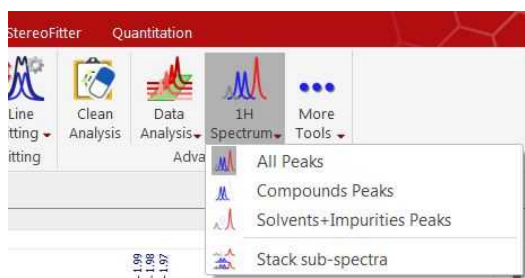 StereoFitter Quantitation
Line Clean Data 1H More
tting Analysis Analysis Spectrum Tools
itting Adva
All Peaks
Compounds Peaks
Solvents+Impurities Peaks
Stack sub-spectra
1.99
1.98
1.97